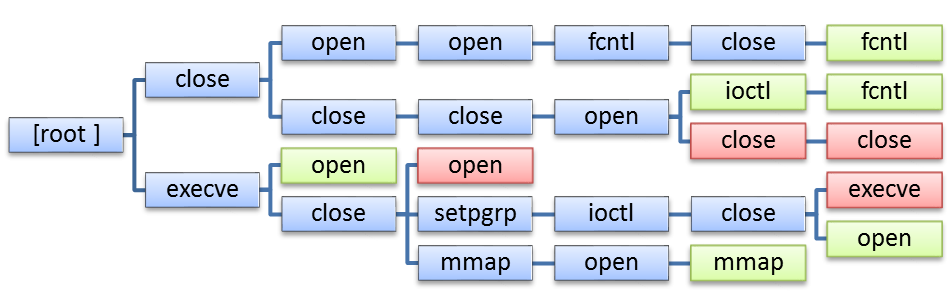 open open fcntl close fcntl
close
ioctl fcntl
close close open
[root ]
close close
open open
execve execve
close setpgrp ioctl close
open
mmap open mmap